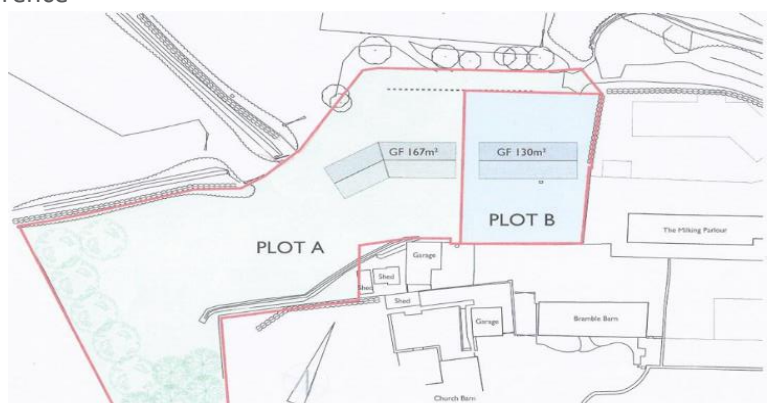 GF 167m²
GF 130m²
PLOT A
PLOT B
The Milking Parlour
Garage
Shed
Shed
Shed
Garage
Bramble Barn
Church Barn